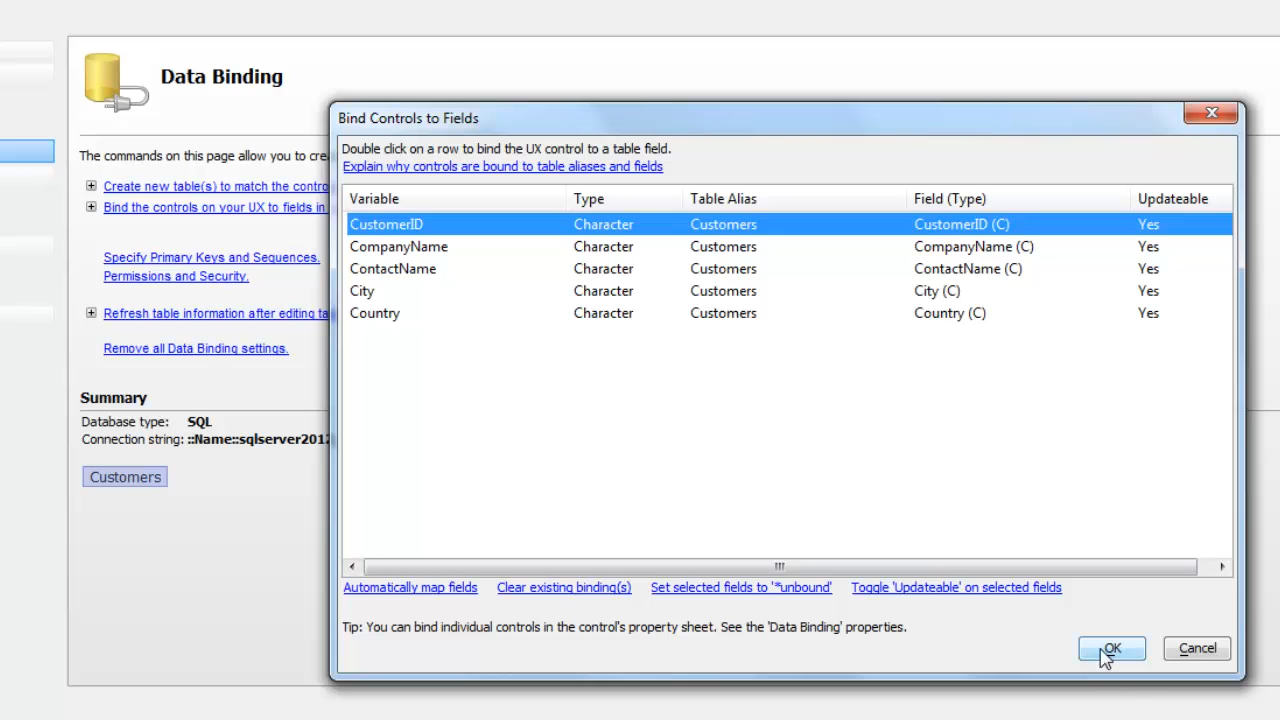 Data Binding
The commands on this page allow you to cre
Create new table(s) to match the contro
Bind the controls on your UX to fields in
Specify Primary Keys and Sequences.
Permissions and Security.
Refresh table information after editing ta
Remove all Data Binding settings.
Summary
Database type: SQL
Connection string: ::Name::sqlserver2012
Customers
Bind Controls to Fields
Double click on a row to bind the UX control to a table field.
Explain why controls are bound to table aliases and fields
Variable Type Table Alias Field (Type) Updateable
CustomerID Character Customers CustomerID (C) Yes
CompanyName Character Customers CompanyName (C) Yes
ContactName Character Customers ContactName (C) Yes
City Character Customers City (C) Yes
Country Character Customers Country (C) Yes
Automatically map fields Clear existing binding(s) Set selected fields to '*unbound' Toggle 'Updateable' on selected fields
Tip: You can bind individual controls in the control's property sheet. See the 'Data Binding' properties.
OK Cancel